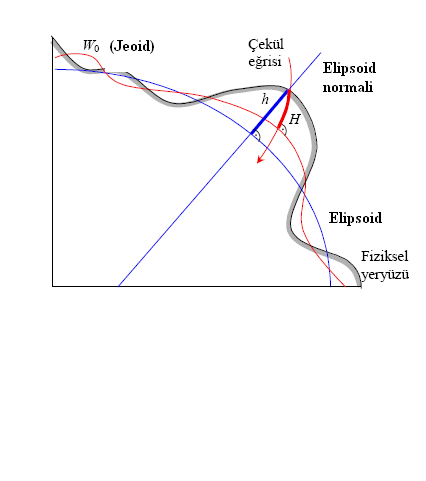 W₀ (Jeoid)
Çekül
eğrisi
Elipsoid
normali
h
H
Elipsoid
Fiziksel
yeryüzü